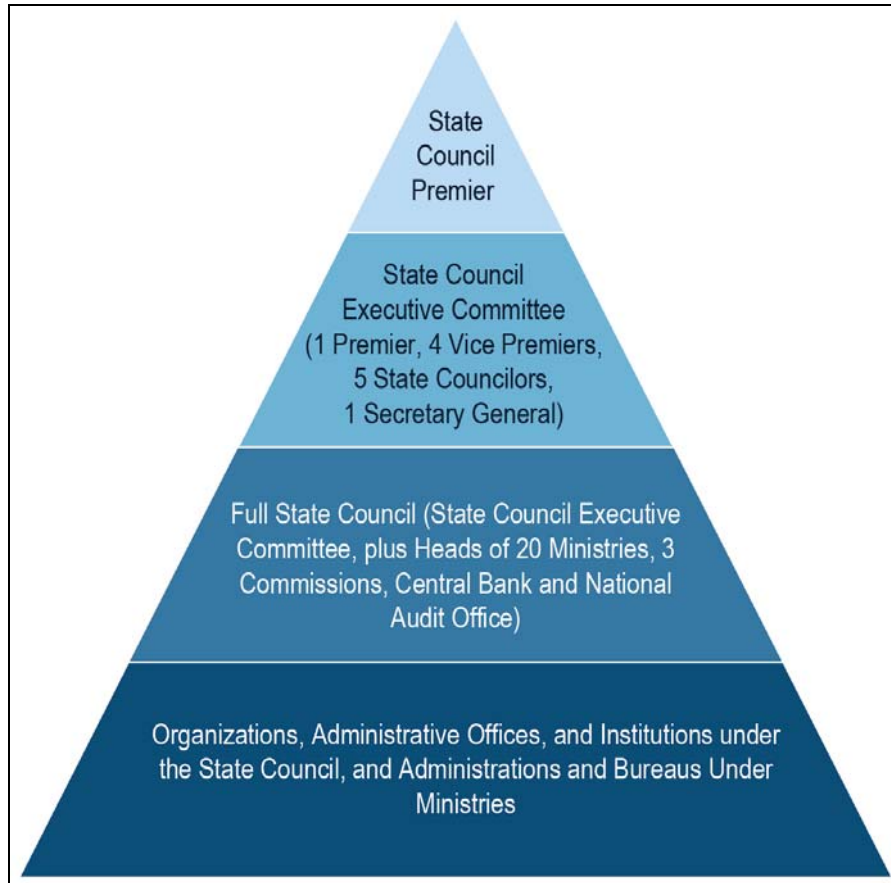 State
Council
Premier
State Council
Executive Committee
(1 Premier, 4 Vice Premiers,
5 State Councilors,
1 Secretary General)
Full State Council (State Council Executive
Committee, plus Heads of 20 Ministries, 3
Commissions, Central Bank and National
Audit Office)
Organizations, Administrative Offices, and Institutions under
the State Council, and Administrations and Bureaus Under
Ministries